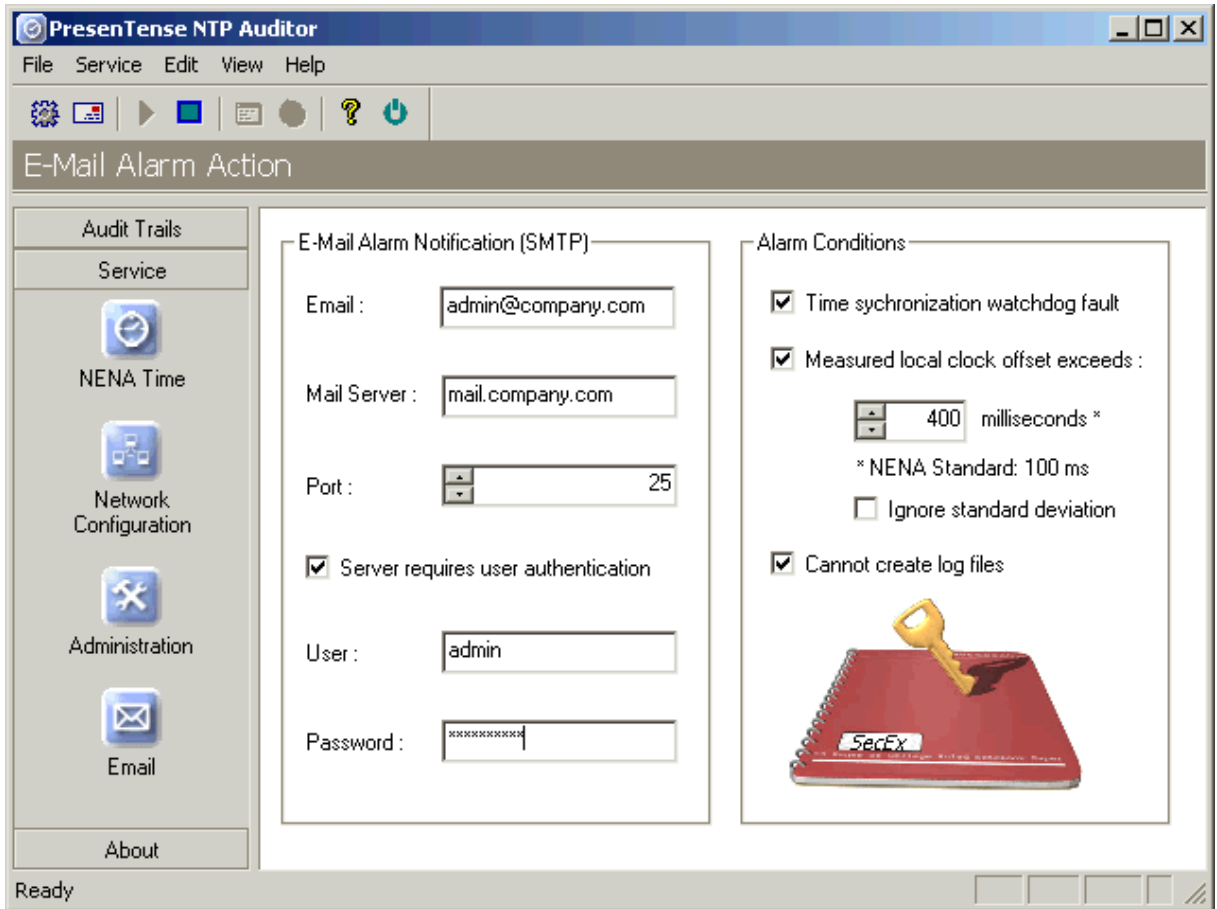 PresenTense NTP Auditor
File Service Edit View Help
E-Mail Alarm Action
Audit Trails
Service
NENA Time
Network
Configuration
Administration
Email
About
E-Mail Alarm Notification (SMTP)
Email : admin@company.com
Mail Server : mail.company.com
Port : 25
Server requires user authentication
User : admin
Password : **********
Alarm Conditions
Time sychronization watchdog fault
Measured local clock offset exceeds :
400 milliseconds *
* NENA Standard: 100 ms
Ignore standard deviation
Cannot create log files
SecEx
Ready